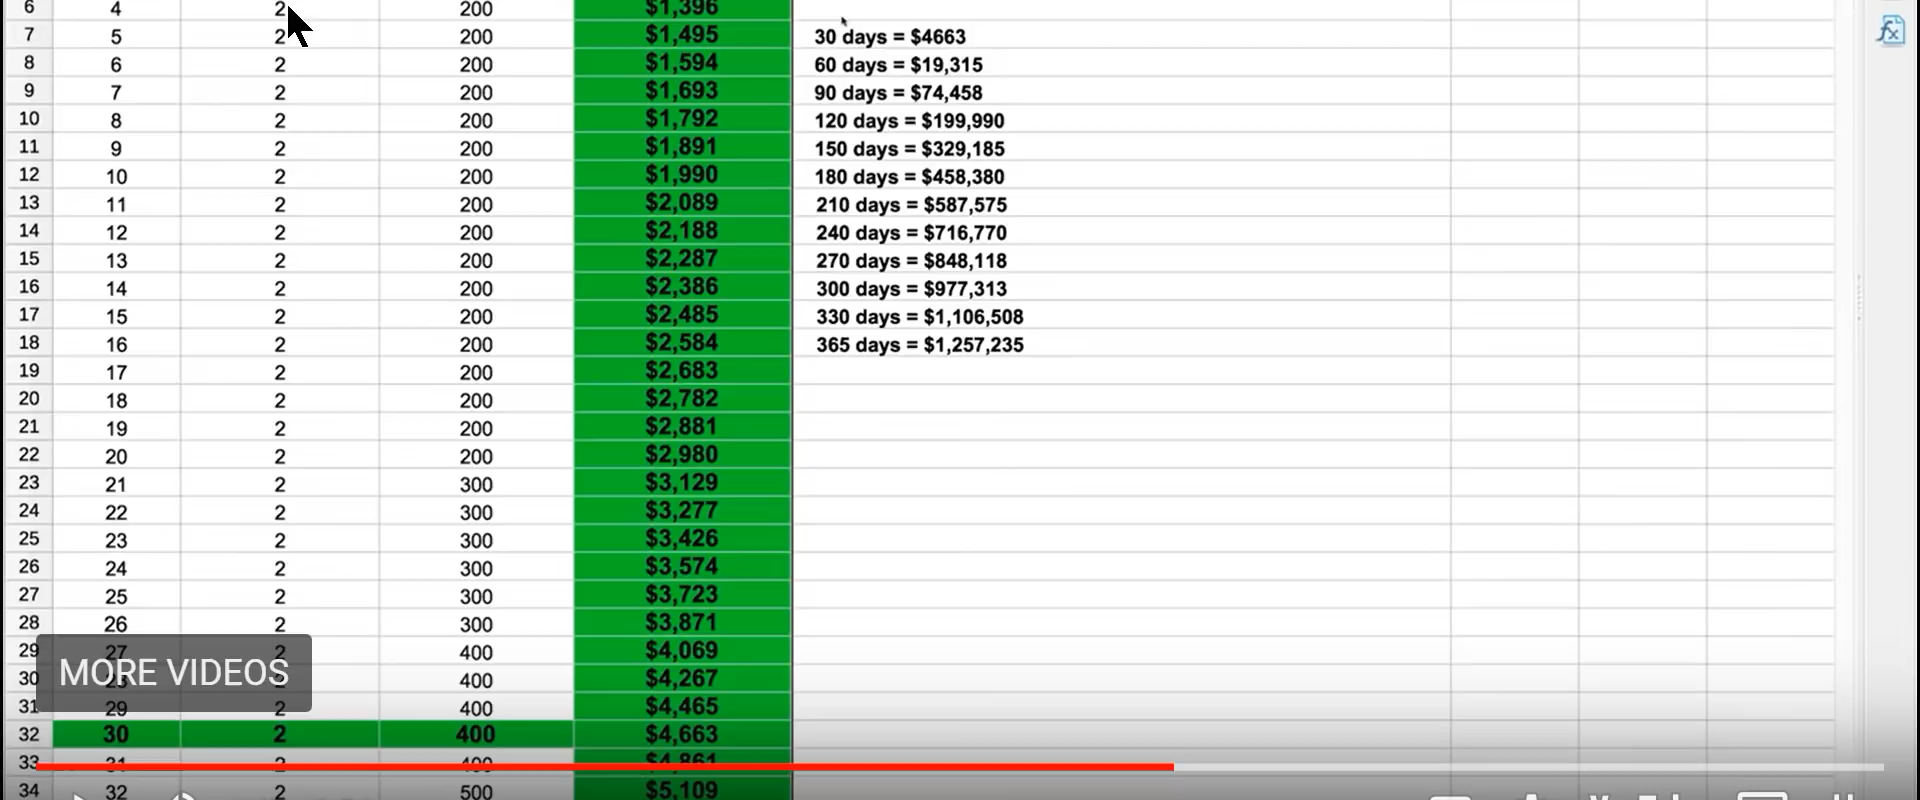 6 4 2 200 $1,396
7 5 2 200 $1,495 30 days = $4663
8 6 2 200 $1,594 60 days = $19,315
9 7 2 200 $1,693 90 days = $74,458
10 8 2 200 $1,792 120 days = $199,990
11 9 2 200 $1,891 150 days = $329,185
12 10 2 200 $1,990 180 days = $458,380
13 11 2 200 $2,089 210 days = $587,575
14 12 2 200 $2,188 240 days = $716,770
15 13 2 200 $2,287 270 days = $848,118
16 14 2 200 $2,386 300 days = $977,313
17 15 2 200 $2,485 330 days = $1,106,508
18 16 2 200 $2,584 365 days = $1,257,235
19 17 2 200 $2,683
20 18 2 200 $2,782
21 19 2 200 $2,881
22 20 2 200 $2,980
23 21 2 300 $3,129
24 22 2 300 $3,277
25 23 2 300 $3,426
26 24 2 300 $3,574
27 25 2 300 $3,723
28 26 2 300 $3,871
29 27 2 400 $4,069
MORE VIDEOS
30 28 2 400 $4,267
31 29 2 400 $4,465
32 30 2 400 $4,663
33 31 2 400 $4,861
34 32 2 500 $5,109